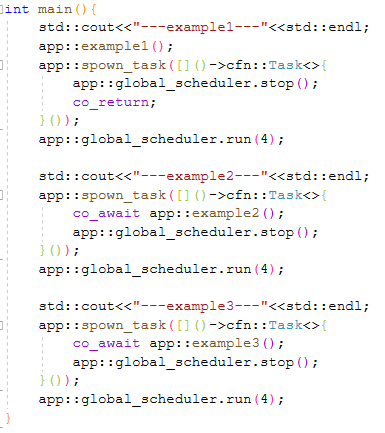 int main(){
    std::cout<<"---example1---"<<std::endl;
    app::example1();
    app::spown_task([]()->cfn::Task<>{
        app::global_scheduler.stop();
        co_return;
    }());
    app::global_scheduler.run(4);

    std::cout<<"---example2---"<<std::endl;
    app::spown_task([]()->cfn::Task<>{
        co_await app::example2();
        app::global_scheduler.stop();
    }());
    app::global_scheduler.run(4);

    std::cout<<"---example3---"<<std::endl;
    app::spown_task([]()->cfn::Task<>{
        co_await app::example3();
        app::global_scheduler.stop();
    }());
    app::global_scheduler.run(4);
}